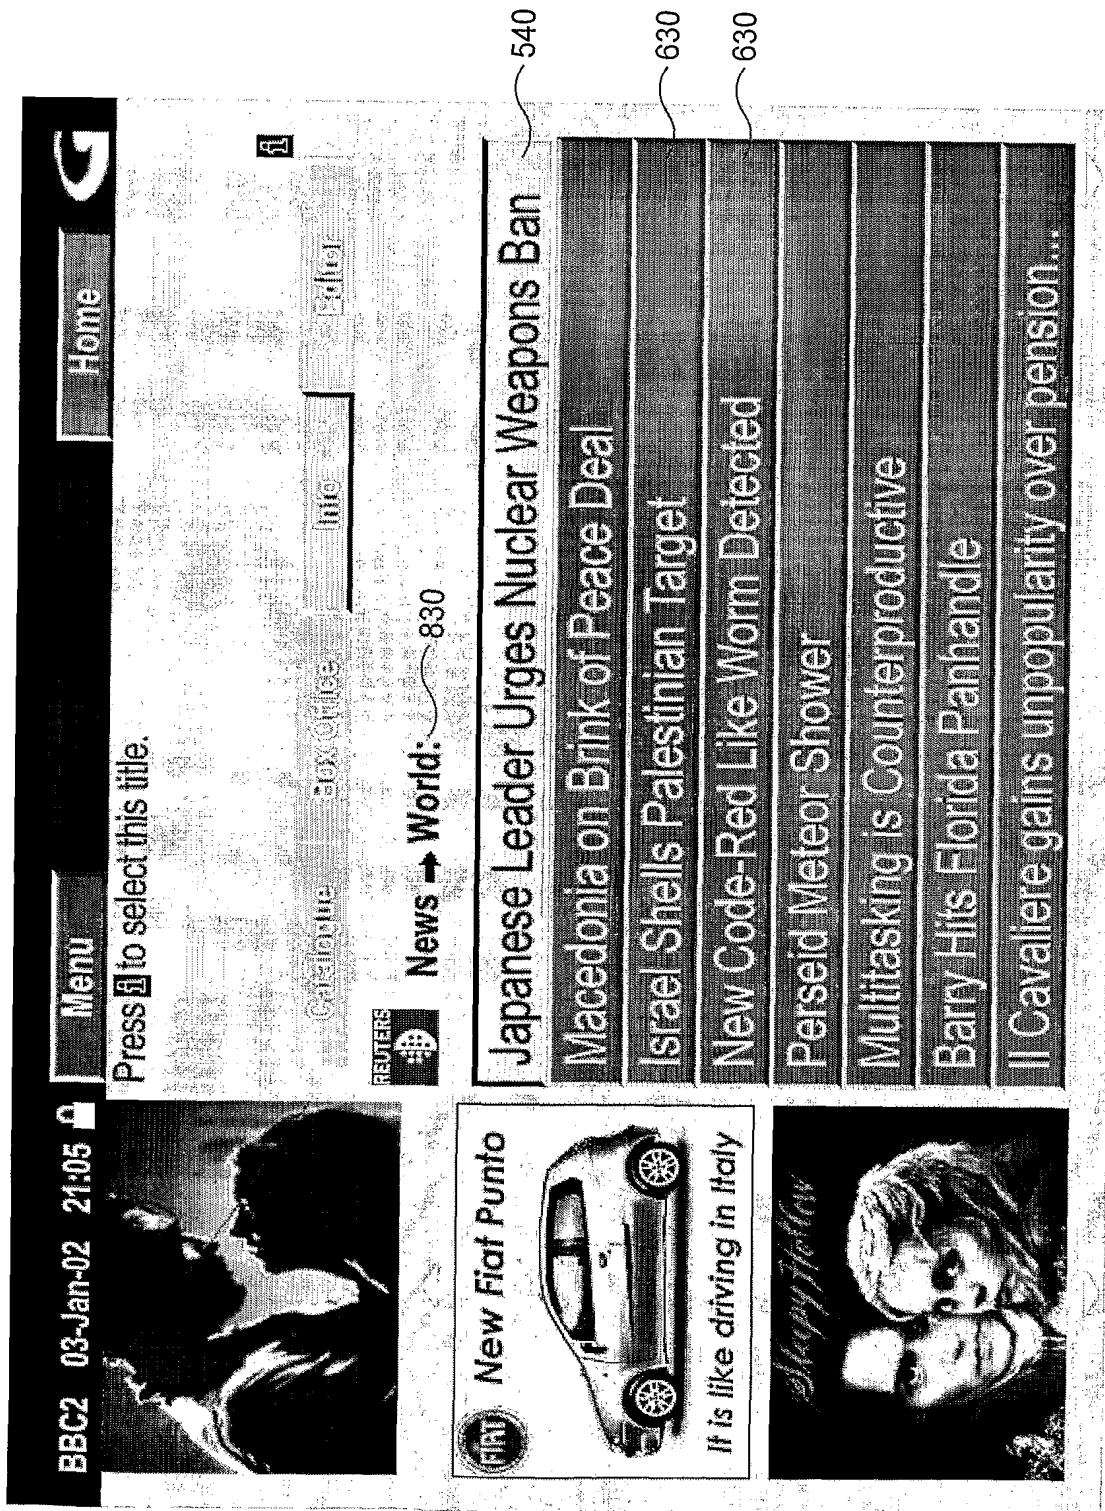 BBC2 03-Jan-02 21:05
Menu
Home
Press i to select this title.
i
Catalogue
Box Office
Info
Editor
REUTERS
News → World:
830
Japanese Leader Urges Nuclear Weapons Ban
540
Macedonia on Brink of Peace Deal
Israel Shells Palestinian Target
630
New Code-Red Like Worm Detected
630
Perseid Meteor Shower
Multitasking is Counterproductive
Barry Hits Florida Panhandle
Il Cavaliere gains unpopularity over pension...
FIAT
New Fiat Punto
It is like driving in Italy
Sleepy Hollow